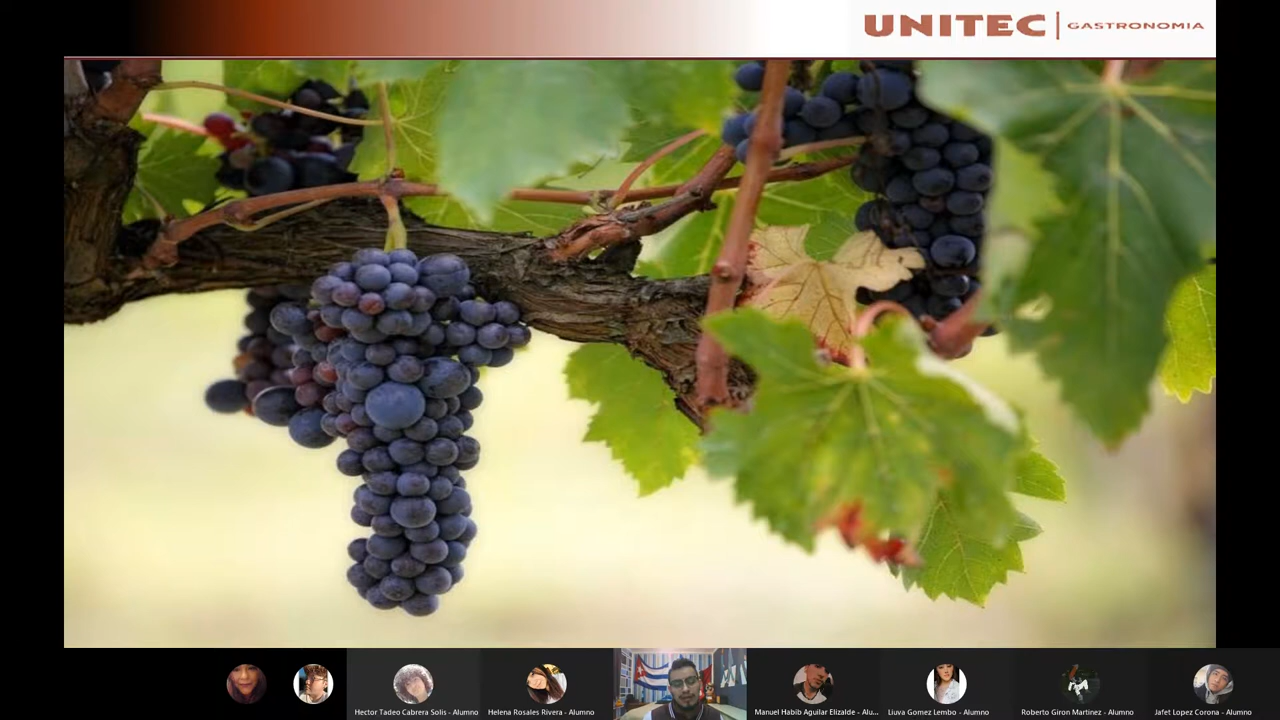 UNITEC | GASTRONOMIA
Hector Tadeo Cabrera Solis - Alumno
Helena Rosales Rivera - Alumno
Manuel Habib Aguilar Elizalde - Alu...
Liuva Gomez Lembo - Alumno
Roberto Giron Martinez - Alumno
Jafet Lopez Corona - Alumno